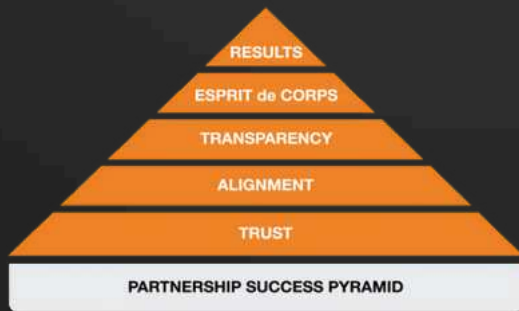 RESULTS
ESPRIT de CORPS
TRANSPARENCY
ALIGNMENT
TRUST
PARTNERSHIP SUCCESS PYRAMID